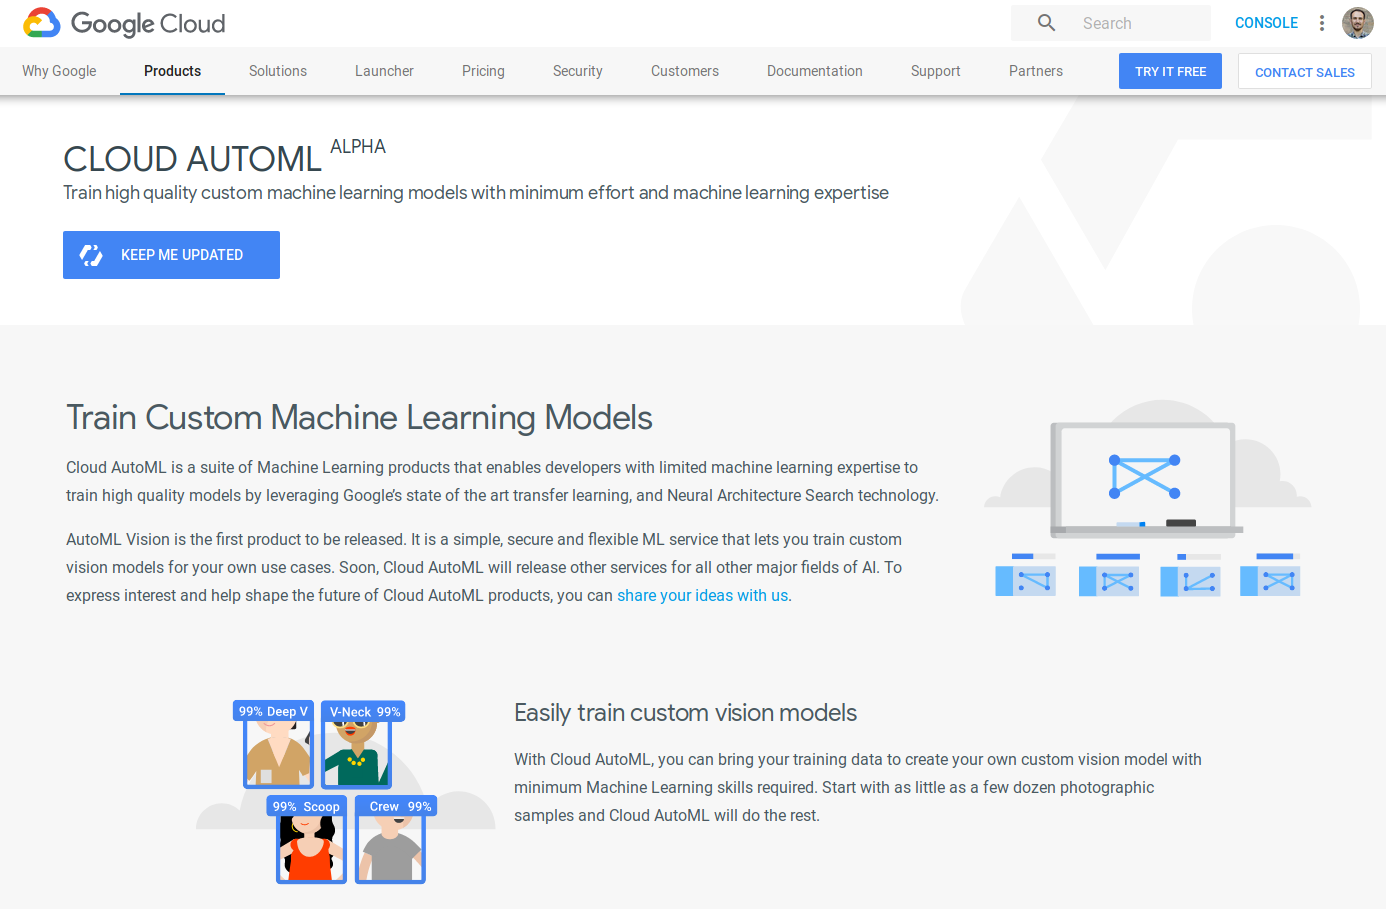 Google Cloud
Search
CONSOLE
Why Google
Products
Solutions
Launcher
Pricing
Security
Customers
Documentation
Support
Partners
TRY IT FREE
CONTACT SALES
CLOUD AUTOML ALPHA
Train high quality custom machine learning models with minimum effort and machine learning expertise
KEEP ME UPDATED
Train Custom Machine Learning Models
Cloud AutoML is a suite of Machine Learning products that enables developers with limited machine learning expertise to
train high quality models by leveraging Google’s state of the art transfer learning, and Neural Architecture Search technology.
AutoML Vision is the first product to be released. It is a simple, secure and flexible ML service that lets you train custom
vision models for your own use cases. Soon, Cloud AutoML will release other services for all other major fields of AI. To
express interest and help shape the future of Cloud AutoML products, you can share your ideas with us.
99% Deep V
V-Neck 99%
99% Scoop
Crew 99%
Easily train custom vision models
With Cloud AutoML, you can bring your training data to create your own custom vision model with
minimum Machine Learning skills required. Start with as little as a few dozen photographic
samples and Cloud AutoML will do the rest.